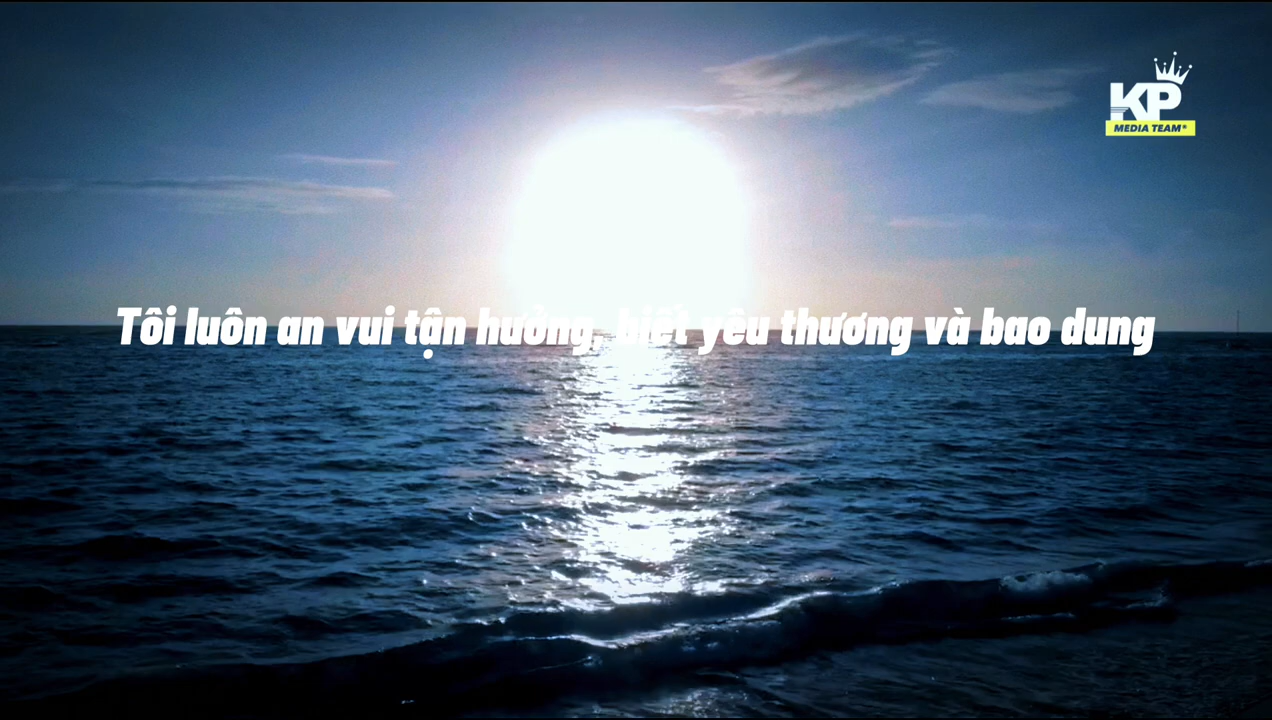 KP
MEDIA TEAM®
Tôi luôn an vui tận hưởng, biết yêu thương và bao dung